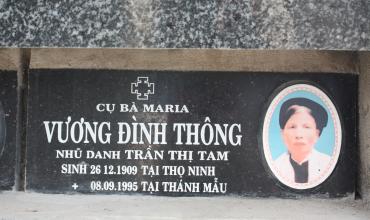 CỤ BÀ MARIA
VƯƠNG ĐÌNH THÔNG
NHŨ DANH TRẦN THỊ TAM
SINH 26.12.1909 TẠI THỌ NINH
+ 08.09.1995 TẠI THÁNH MẪU